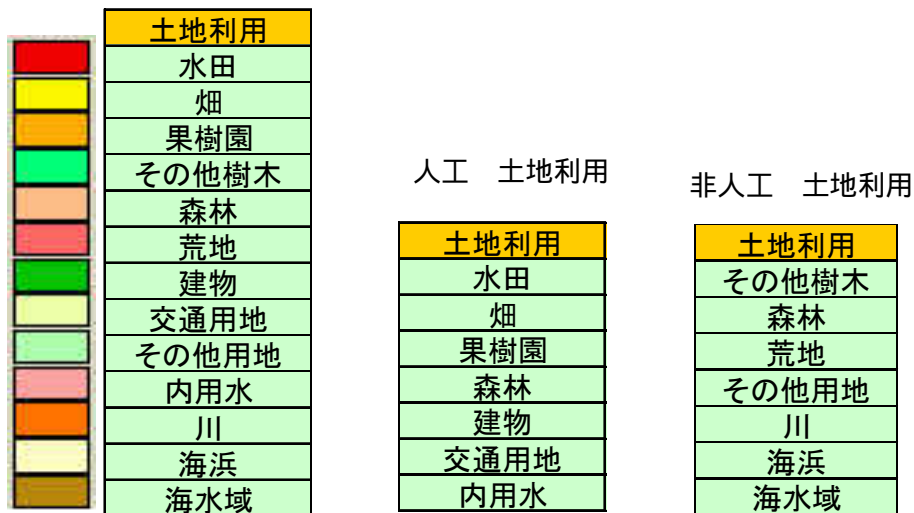 土地利用
水田
畑
果樹園
その他樹木
森林
荒地
建物
交通用地
その他用地
内用水
川
海浜
海水域
人工　土地利用
土地利用
水田
畑
果樹園
森林
建物
交通用地
内用水
非人工　土地利用
土地利用
その他樹木
森林
荒地
その他用地
川
海浜
海水域